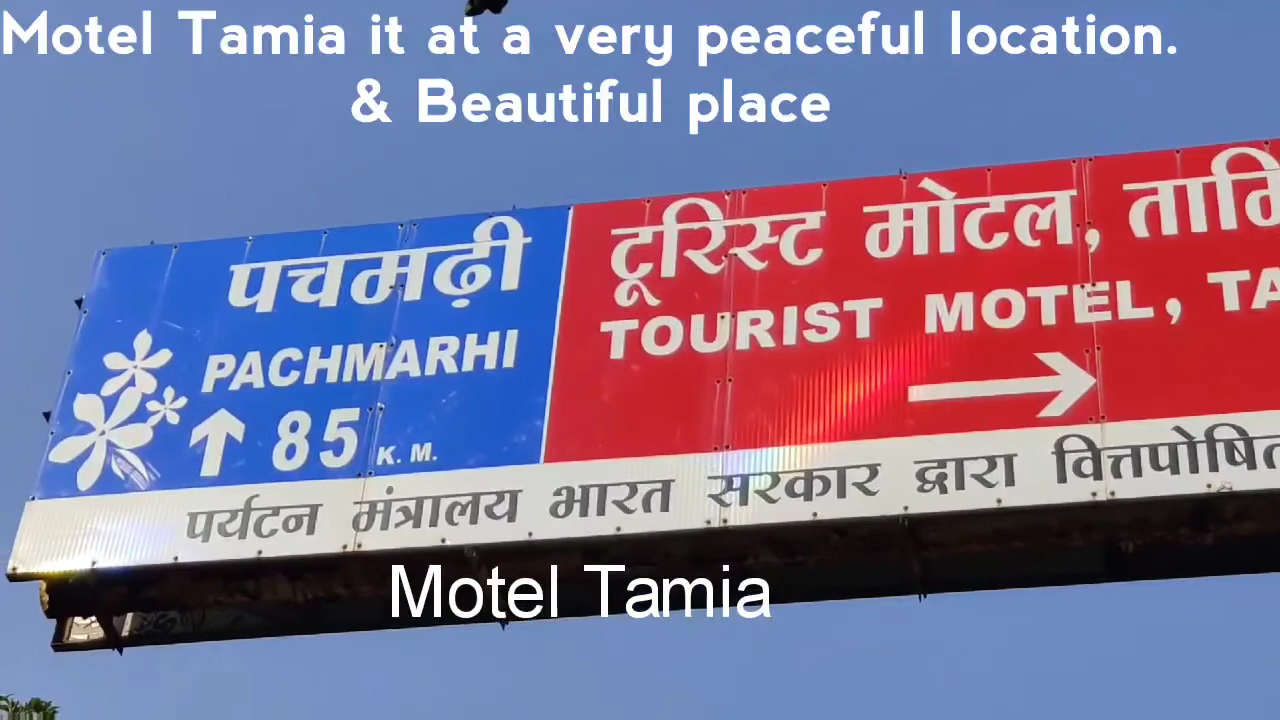 Motel Tamia it at a very peaceful location.
& Beautiful place
पचमढ़ी
PACHMARHI
85 K. M.
टूरिस्ट मोटल,
TOURIST MOTEL,
पर्यटन मंत्रालय भारत सरकार द्वारा वित्तपोषित
Motel Tamia